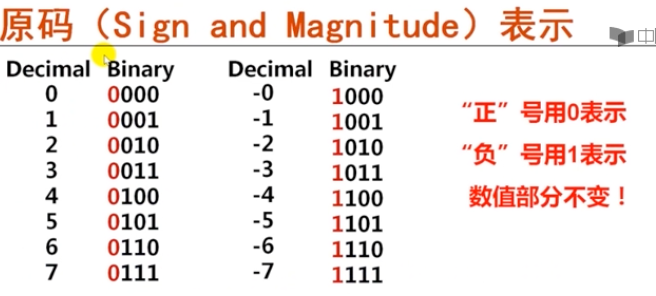 原码（Sign and Magnitude）表示
中
Decimal Binary Decimal Binary
0 0000 -0 1000
1 0001 -1 1001
2 0010 -2 1010
3 0011 -3 1011
4 0100 -4 1100
5 0101 -5 1101
6 0110 -6 1110
7 0111 -7 1111
“正”号用0表示
“负”号用1表示
数值部分不变！